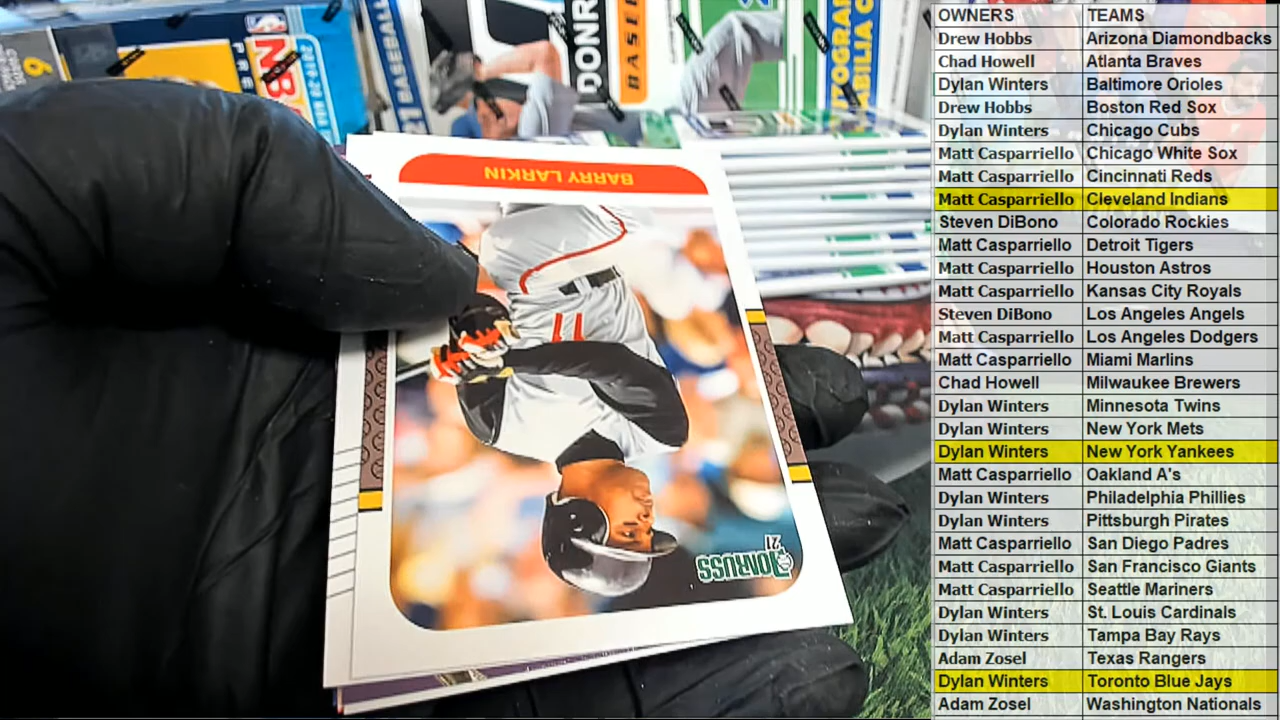 OWNERS TEAMS
Drew Hobbs Arizona Diamondbacks
Chad Howell Atlanta Braves
Dylan Winters Baltimore Orioles
Drew Hobbs Boston Red Sox
Dylan Winters Chicago Cubs
Matt Casparriello Chicago White Sox
Matt Casparriello Cincinnati Reds
Matt Casparriello Cleveland Indians
Steven DiBono Colorado Rockies
Matt Casparriello Detroit Tigers
Matt Casparriello Houston Astros
Matt Casparriello Kansas City Royals
Steven DiBono Los Angeles Angels
Matt Casparriello Los Angeles Dodgers
Matt Casparriello Miami Marlins
Chad Howell Milwaukee Brewers
Dylan Winters Minnesota Twins
Dylan Winters New York Mets
Dylan Winters New York Yankees
Matt Casparriello Oakland A's
Dylan Winters Philadelphia Phillies
Dylan Winters Pittsburgh Pirates
Matt Casparriello San Diego Padres
Matt Casparriello San Francisco Giants
Matt Casparriello Seattle Mariners
Dylan Winters St. Louis Cardinals
Dylan Winters Tampa Bay Rays
Adam Zosel Texas Rangers
Dylan Winters Toronto Blue Jays
Adam Zosel Washington Nationals
BARRY LARKIN
'21
DONRUSS
6
NB
21 BASEBALL
DONR
BASE